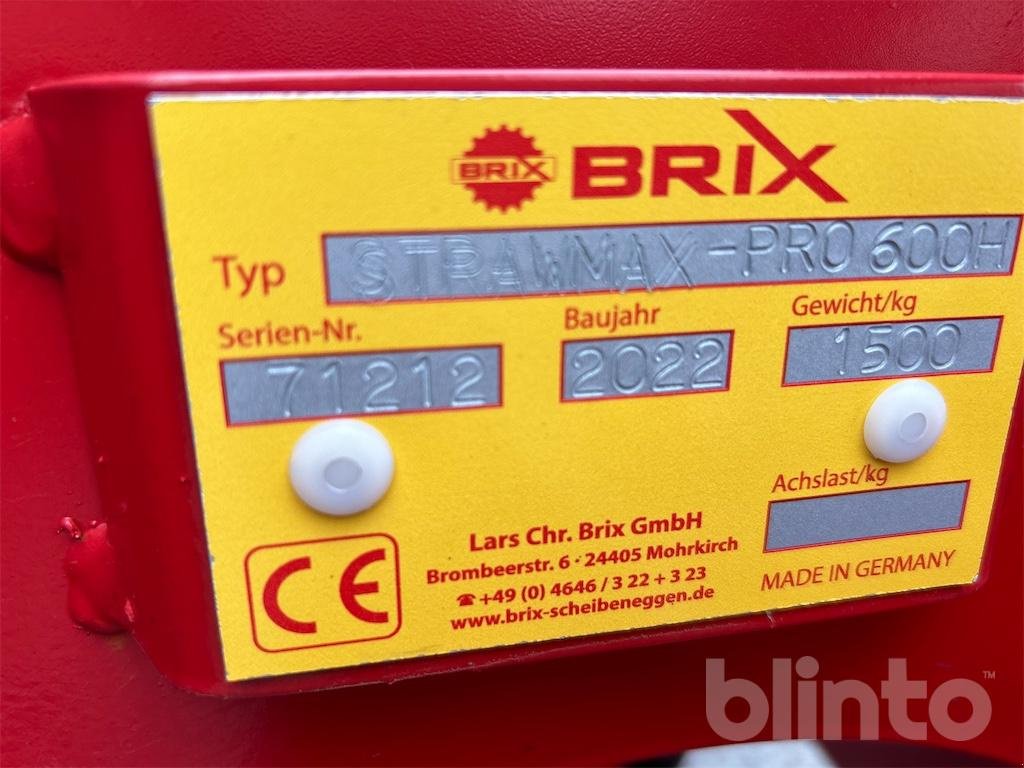 BRIX BRIX
Typ STRAWMAX-PRO 600H
Serien-Nr. Baujahr Gewicht/kg
71212 2022 1500
Achslast/kg
CE
Lars Chr. Brix GmbH
Brombeerstr. 6 · 24405 Mohrkirch
☎ +49 (0) 4646 / 3 22 + 3 23
www.brix-scheibeneggen.de
MADE IN GERMANY
blinto™